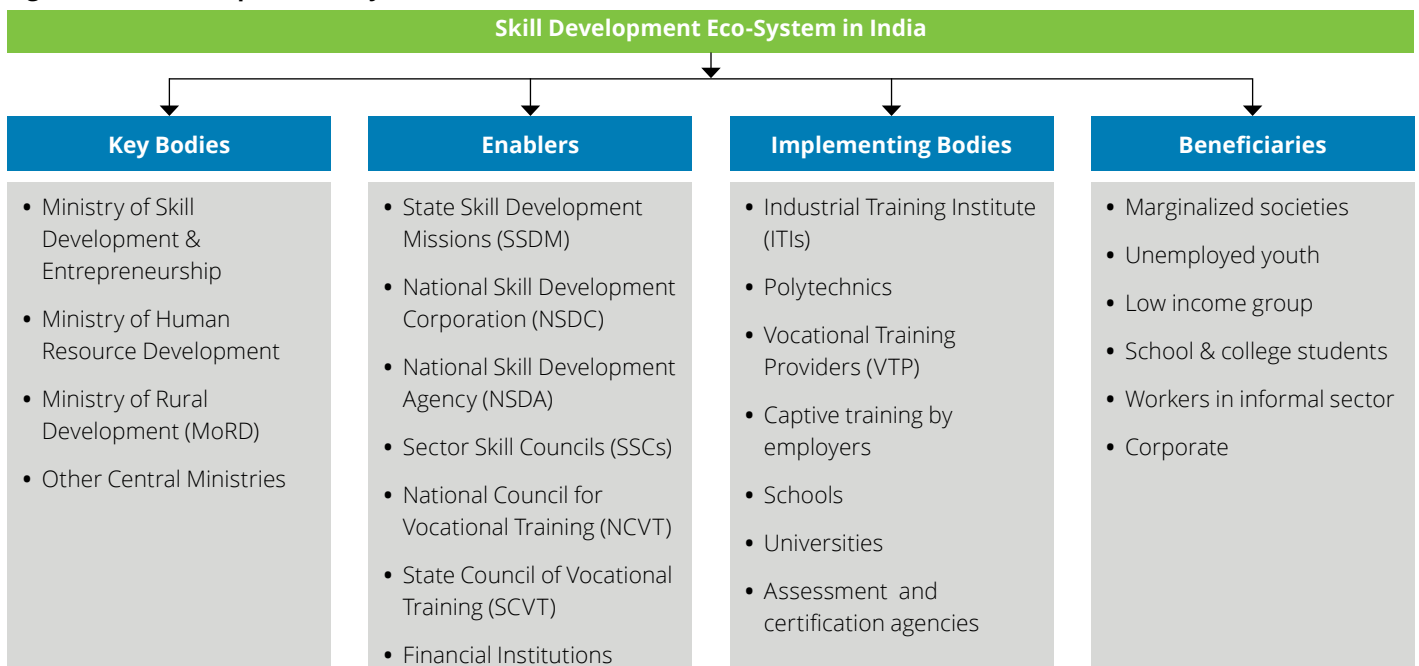 Skill Development Eco-System in India
Key Bodies
• Ministry of Skill
Development &
Entrepreneurship
• Ministry of Human
Resource Development
• Ministry of Rural
Development (MoRD)
• Other Central Ministries
Enablers
• State Skill Development
Missions (SSDM)
• National Skill Development
Corporation (NSDC)
• National Skill Development
Agency (NSDA)
• Sector Skill Councils (SSCs)
• National Council for
Vocational Training (NCVT)
• State Council of Vocational
Training (SCVT)
• Financial Institutions
Implementing Bodies
• Industrial Training Institute
(ITIs)
• Polytechnics
• Vocational Training
Providers (VTP)
• Captive training by
employers
• Schools
• Universities
• Assessment and
certification agencies
Beneficiaries
• Marginalized societies
• Unemployed youth
• Low income group
• School & college students
• Workers in informal sector
• Corporate